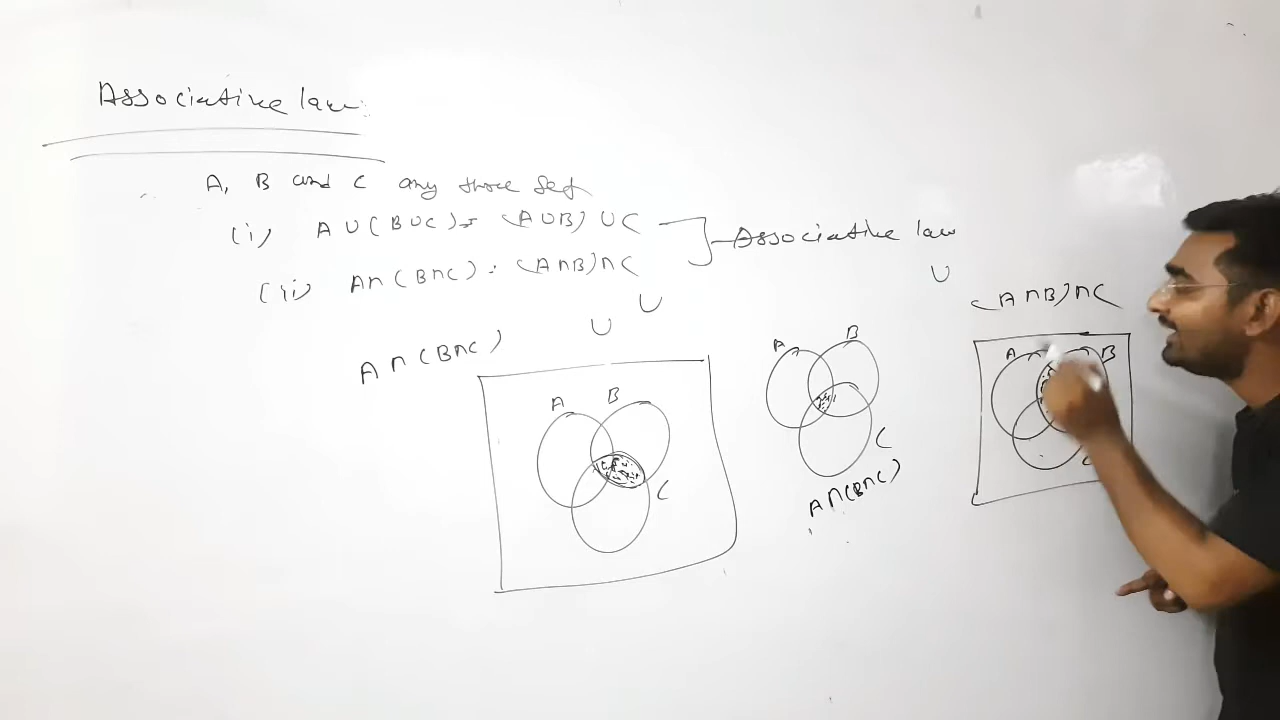 Associative law:
A, B and C any three set
(i) A ∪ (B ∪ C) = (A ∪ B) ∪ C
Associative law
(ii) A ∩ (B ∩ C) = (A ∩ B) ∩ C
∪
∪
∪
A ∩ (B ∩ C)
A B
C
A B
C
A ∩ (B ∩ C)
(A ∩ B) ∩ C
A B
C